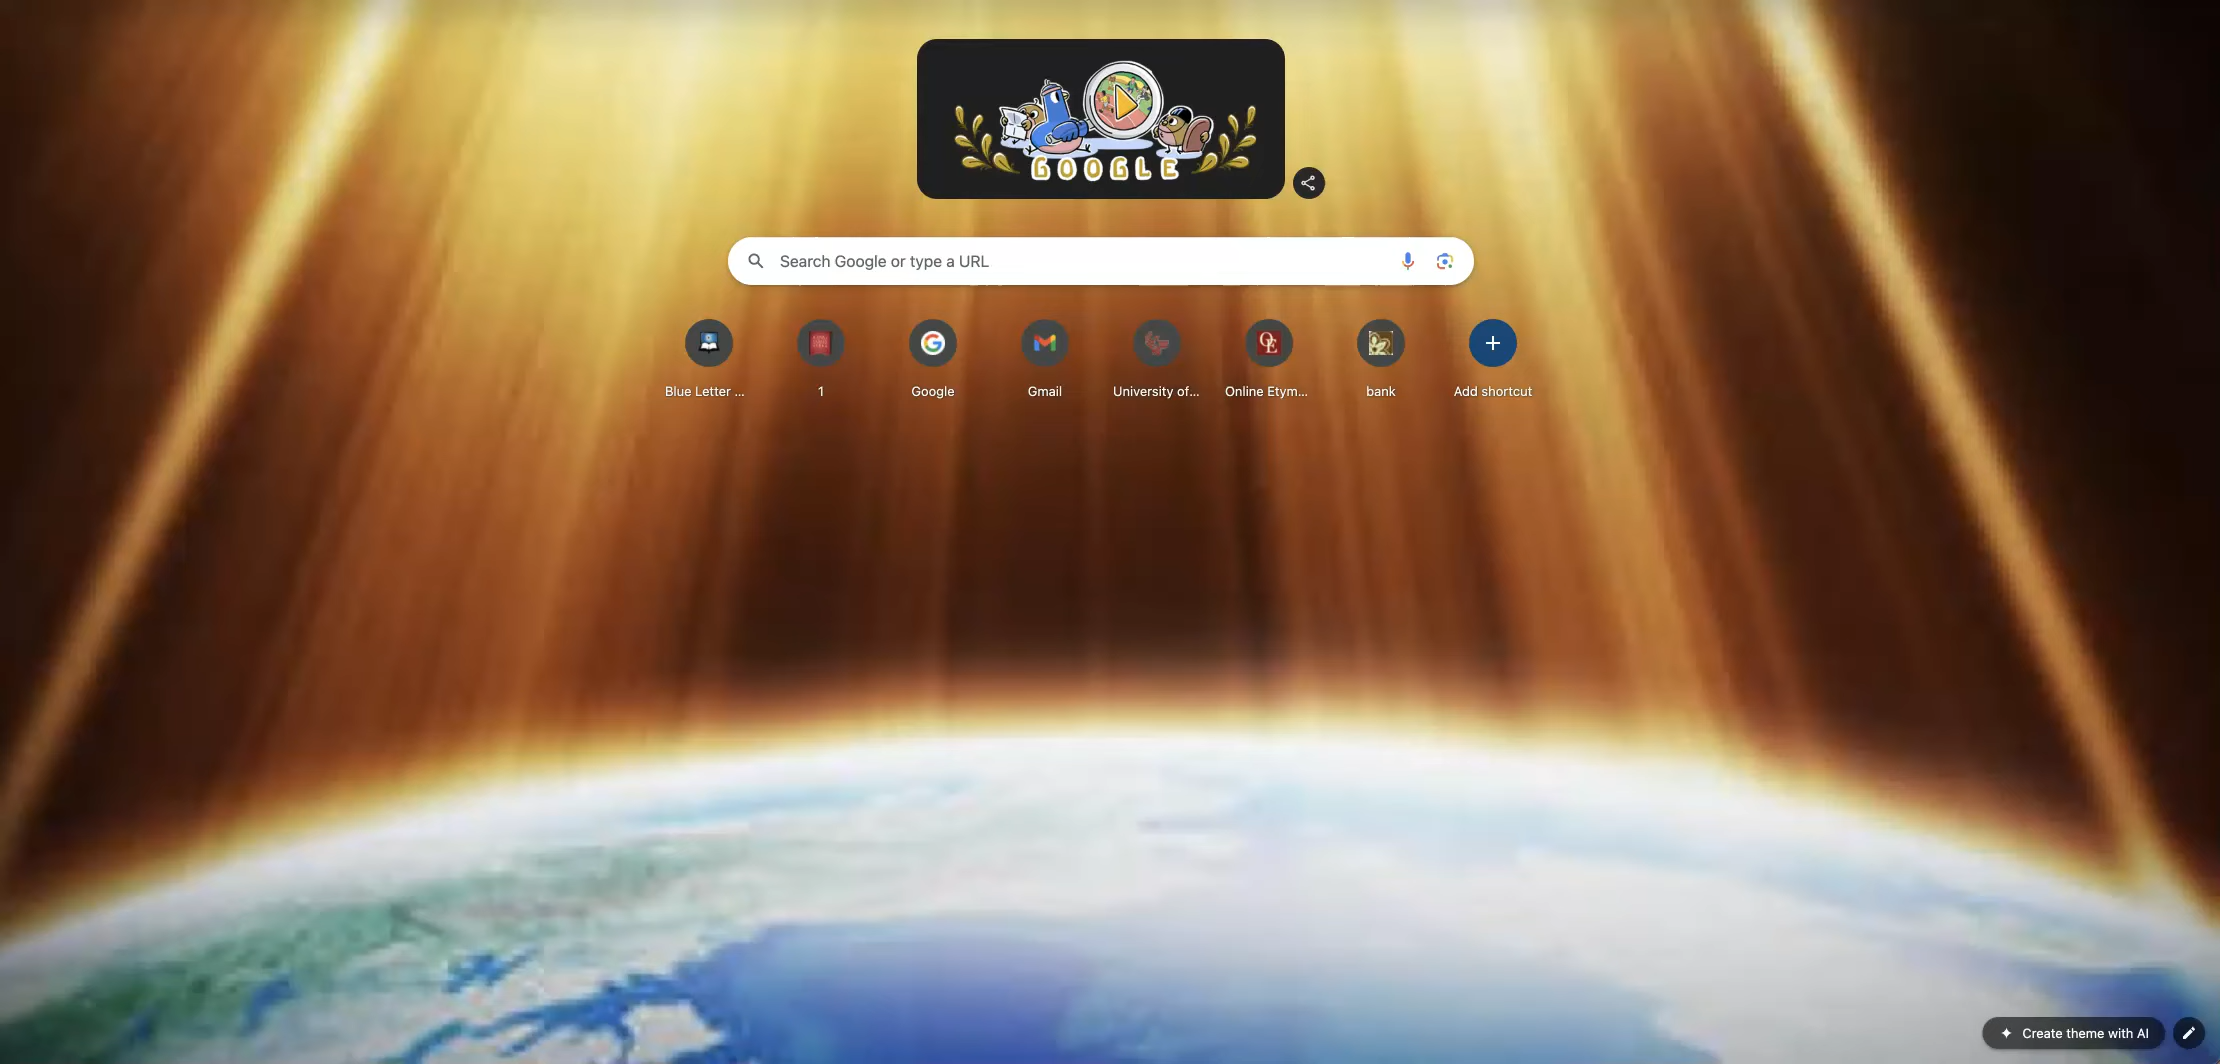 GOOGLE
Search Google or type a URL
Blue Letter ...
1
Google
Gmail
University of...
Online Etym...
bank
Add shortcut
Create theme with AI